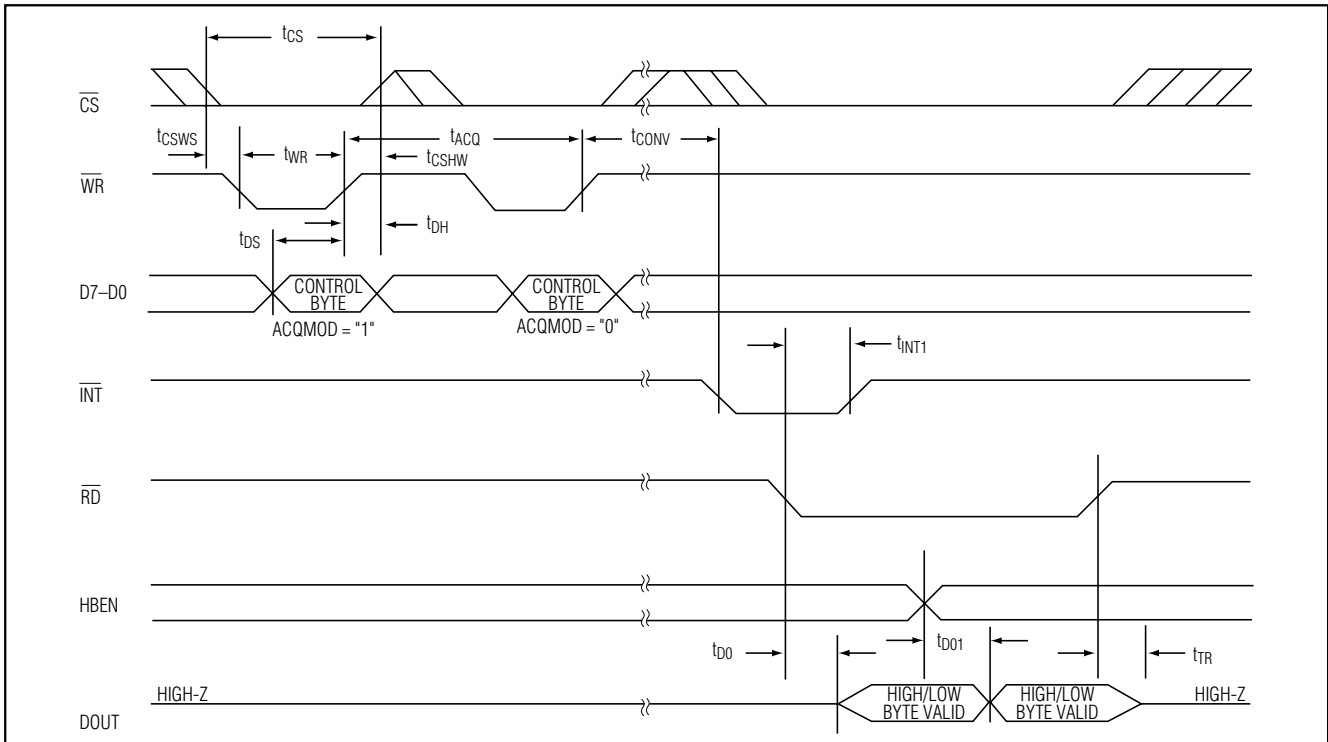 tCS
CS
tCSWS
tWR
tACQ
tCONV
tCSHW
WR
tDH
tDS
D7–D0
CONTROL
BYTE
CONTROL
BYTE
ACQMOD = "1"
ACQMOD = "0"
tINT1
INT
RD
HBEN
tD0
tD01
tTR
HIGH-Z
HIGH/LOW
BYTE VALID
HIGH/LOW
BYTE VALID
HIGH-Z
DOUT